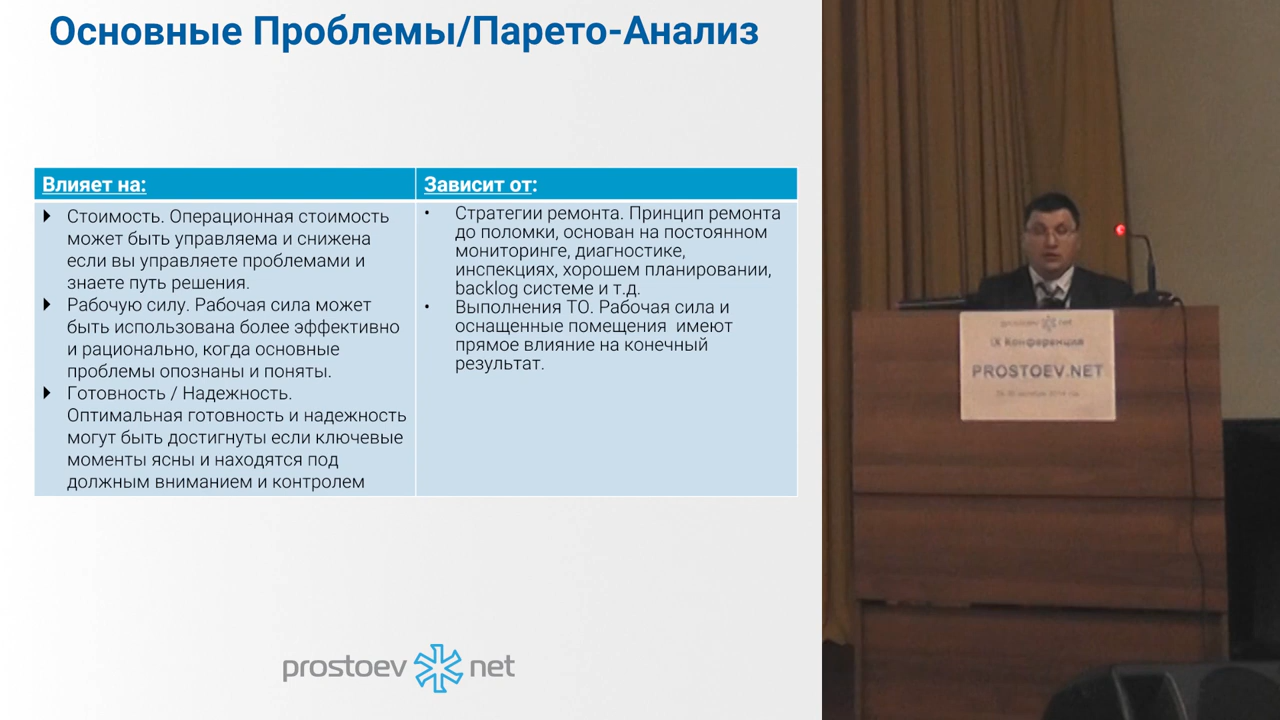 Основные Проблемы/Парето-Анализ
Влияет на:
Стоимость. Операционная стоимость
может быть управляема и снижена
если вы управляете проблемами и
знаете путь решения.
Рабочую силу. Рабочая сила может
быть использована более эффективно
и рационально, когда основные
проблемы опознаны и поняты.
Готовность / Надежность.
Оптимальная готовность и надежность
могут быть достигнуты если ключевые
моменты ясны и находятся под
должным вниманием и контролем
Зависит от:
Стратегии ремонта. Принцип ремонта
до поломки, основан на постоянном
мониторинге, диагностике,
инспекциях, хорошем планировании,
backlog системе и т.д.
Выполнения ТО. Рабочая сила и
оснащенные помещения имеют
прямое влияние на конечный
результат.
prostoev net
prostoev net
IX Конференция
PROSTOEV.NET